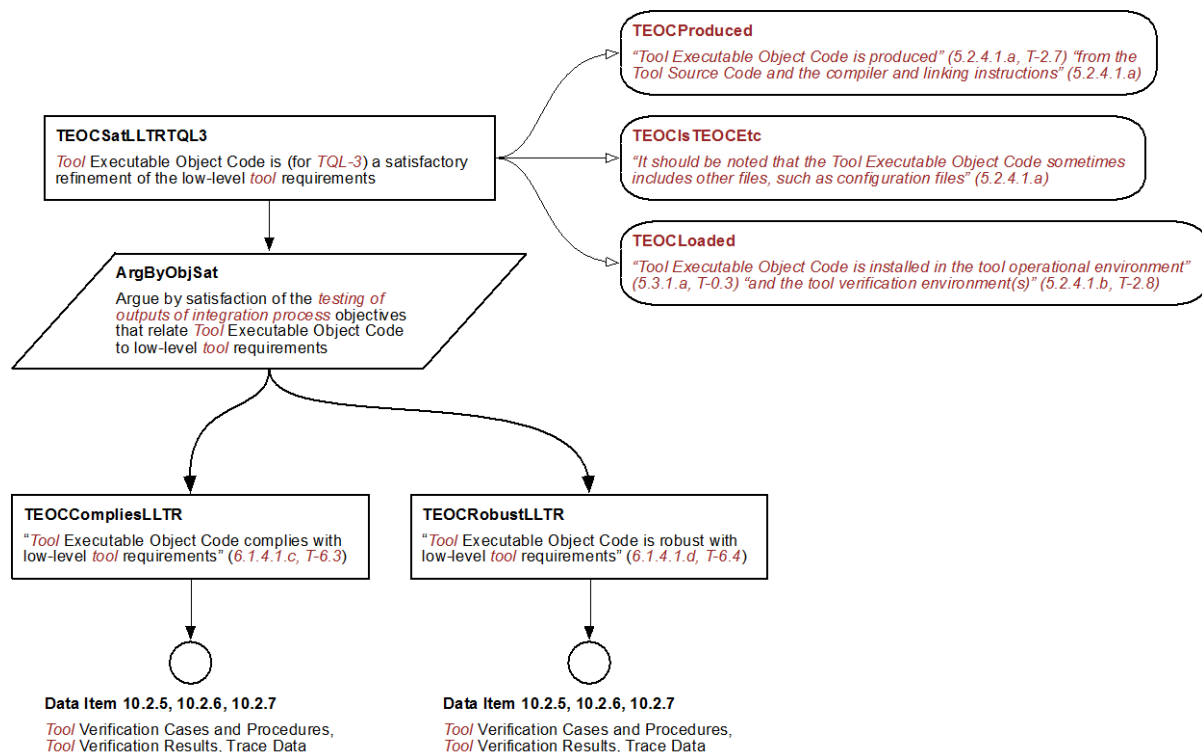 TEOCProduced
“Tool Executable Object Code is produced” (5.2.4.1.a, T-2.7) “from the
Tool Source Code and the compiler and linking instructions” (5.2.4.1.a)
TEOCSatLLTRTQL3
Tool Executable Object Code is (for TQL-3) a satisfactory
refinement of the low-level tool requirements
TEOCIsTEOCEtc
“It should be noted that the Tool Executable Object Code sometimes
includes other files, such as configuration files” (5.2.4.1.a)
TEOCLoaded
“Tool Executable Object Code is installed in the tool operational environment”
(5.3.1.a, T-0.3) “and the tool verification environment(s)” (5.2.4.1.b, T-2.8)
ArgByObjSat
Argue by satisfaction of the testing of
outputs of integration process objectives
that relate Tool Executable Object Code
to low-level tool requirements
TEOCCompliesLLTR
“Tool Executable Object Code complies with
low-level tool requirements” (6.1.4.1.c, T-6.3)
TEOCRobustLLTR
“Tool Executable Object Code is robust with
low-level tool requirements” (6.1.4.1.d, T-6.4)
Data Item 10.2.5, 10.2.6, 10.2.7
Tool Verification Cases and Procedures,
Tool Verification Results, Trace Data
Data Item 10.2.5, 10.2.6, 10.2.7
Tool Verification Cases and Procedures,
Tool Verification Results, Trace Data